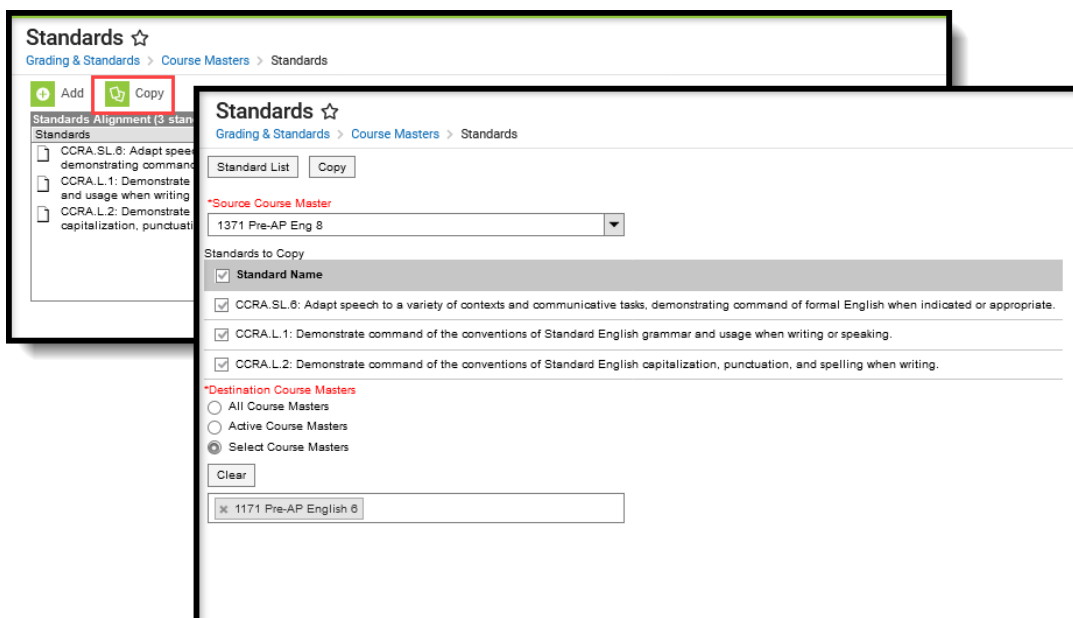 Standards
Grading & Standards > Course Masters > Standards
Add Copy
Standards Alignment (3 stan
Standards
CCRA.SL.6: Adapt speec
demonstrating command
CCRA.L.1: Demonstrate
and usage when writing
CCRA.L.2: Demonstrate
capitalization, punctuati
Standards
Grading & Standards > Course Masters > Standards
Standard List Copy
*Source Course Master
1371 Pre-AP Eng 8
Standards to Copy
Standard Name
CCRA.SL.6: Adapt speech to a variety of contexts and communicative tasks, demonstrating command of formal English when indicated or appropriate.
CCRA.L.1: Demonstrate command of the conventions of Standard English grammar and usage when writing or speaking.
CCRA.L.2: Demonstrate command of the conventions of Standard English capitalization, punctuation, and spelling when writing.
*Destination Course Masters
All Course Masters
Active Course Masters
Select Course Masters
Clear
1171 Pre-AP English 6